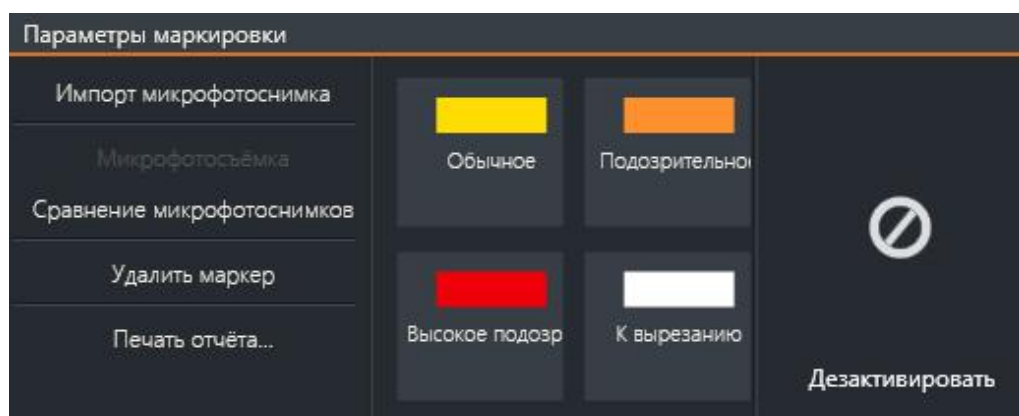 Параметры маркировки
Импорт микрофотоснимка
Микрофотосъёмка
Сравнение микрофотоснимков
Удалить маркер
Печать отчёта...
Обычное
Подозрительно
Высокое подозр
К вырезанию
Дезактивировать